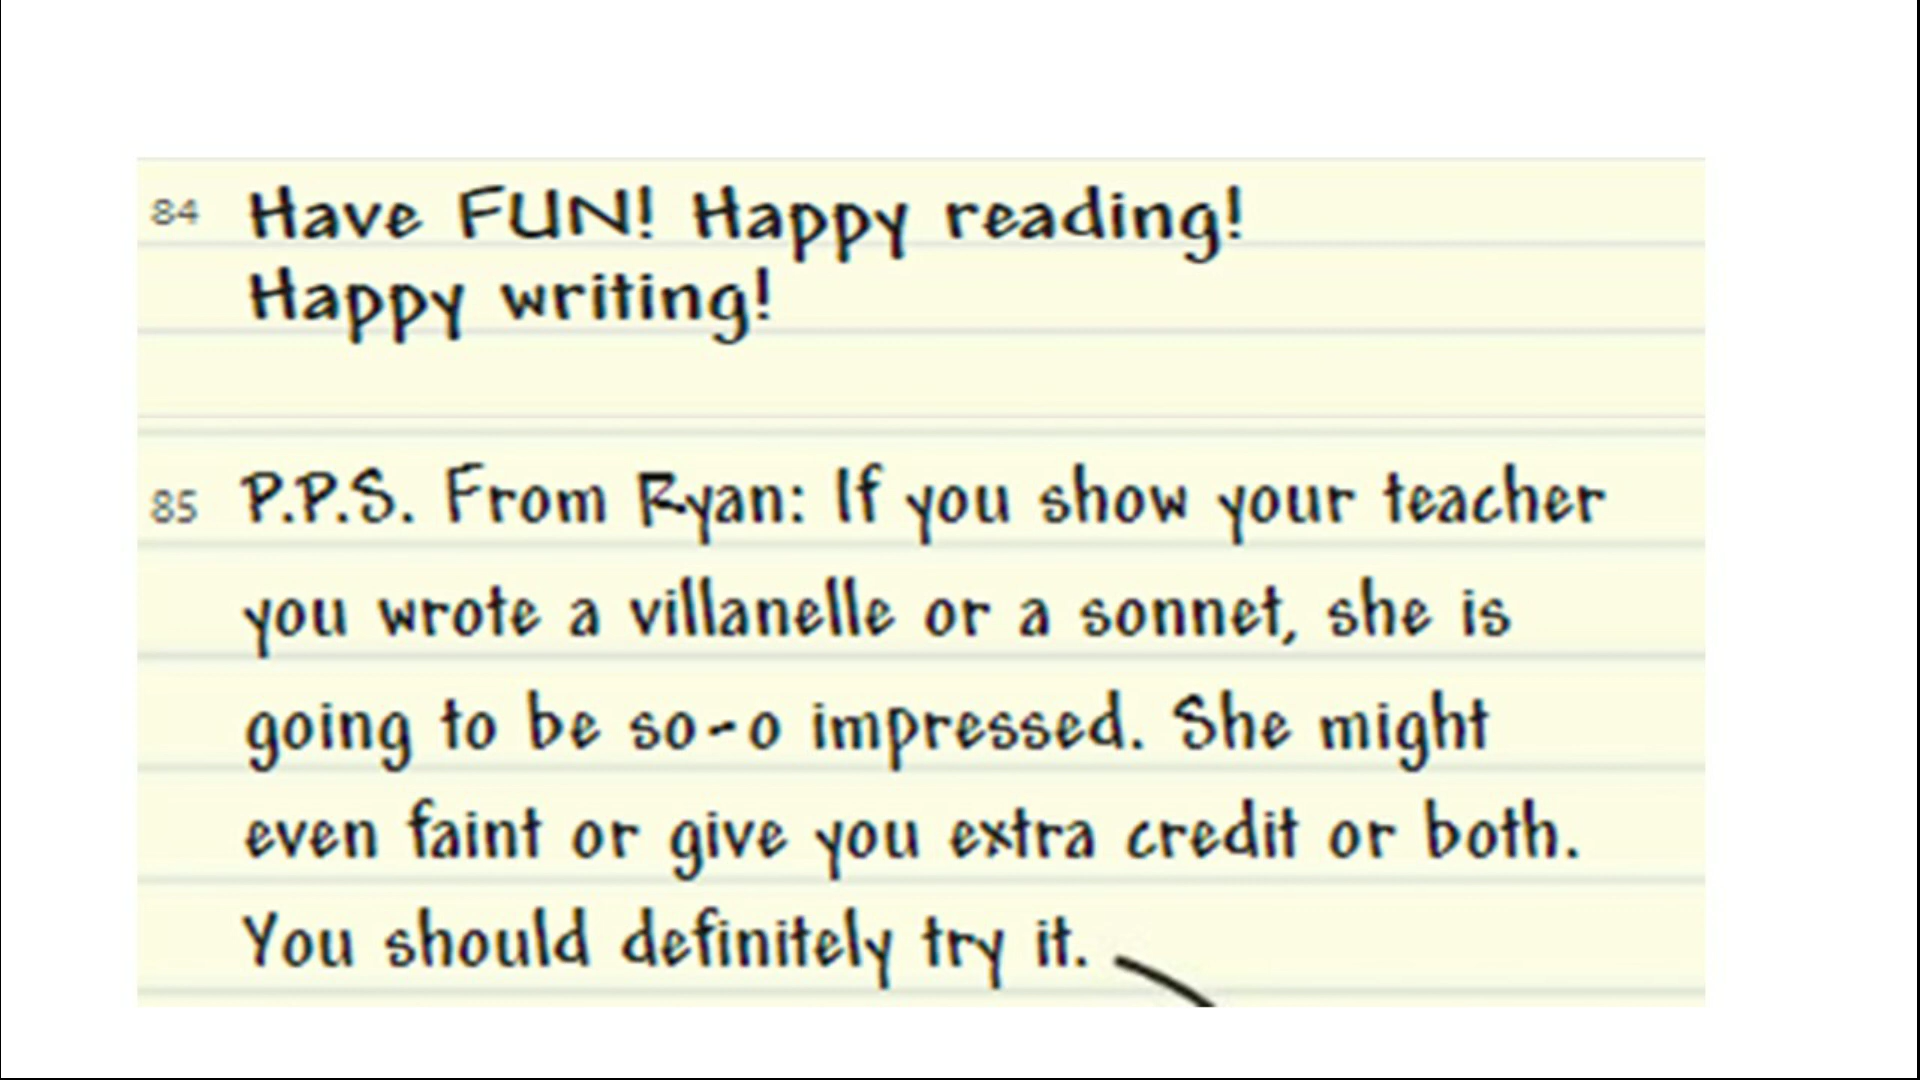 84 Have FUN! Happy reading!
Happy writing!
85 P.P.S. From Ryan: If you show your teacher
you wrote a villanelle or a sonnet, she is
going to be so-o impressed. She might
even faint or give you extra credit or both.
You should definitely try it.